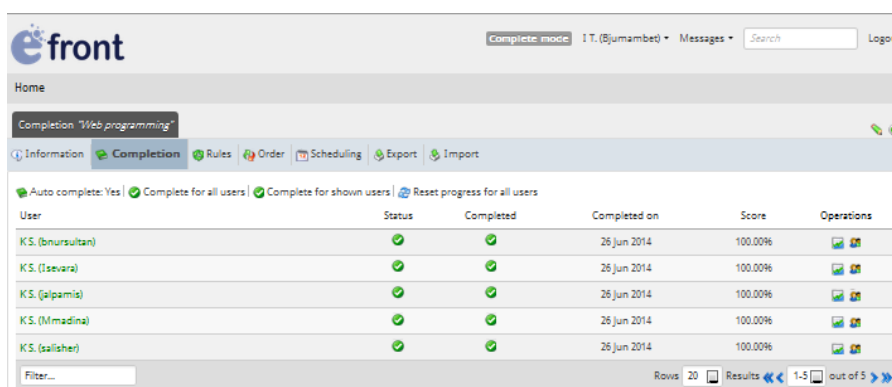 efront
Complete mode I T. (Bjumambet) Messages Search Logo
Home
Completion "Web programming"
Information Completion Rules Order Scheduling Export Import
Auto complete: Yes | Complete for all users | Complete for shown users | Reset progress for all users
User Status Completed Completed on Score Operations
K S. (bnursultan) 26 Jun 2014 100.00%
K S. (Isevara) 26 Jun 2014 100.00%
K S. (jalpamis) 26 Jun 2014 100.00%
K S. (Mmadina) 26 Jun 2014 100.00%
K S. (salisher) 26 Jun 2014 100.00%
Filter... Rows 20 Results 1-5 out of 5